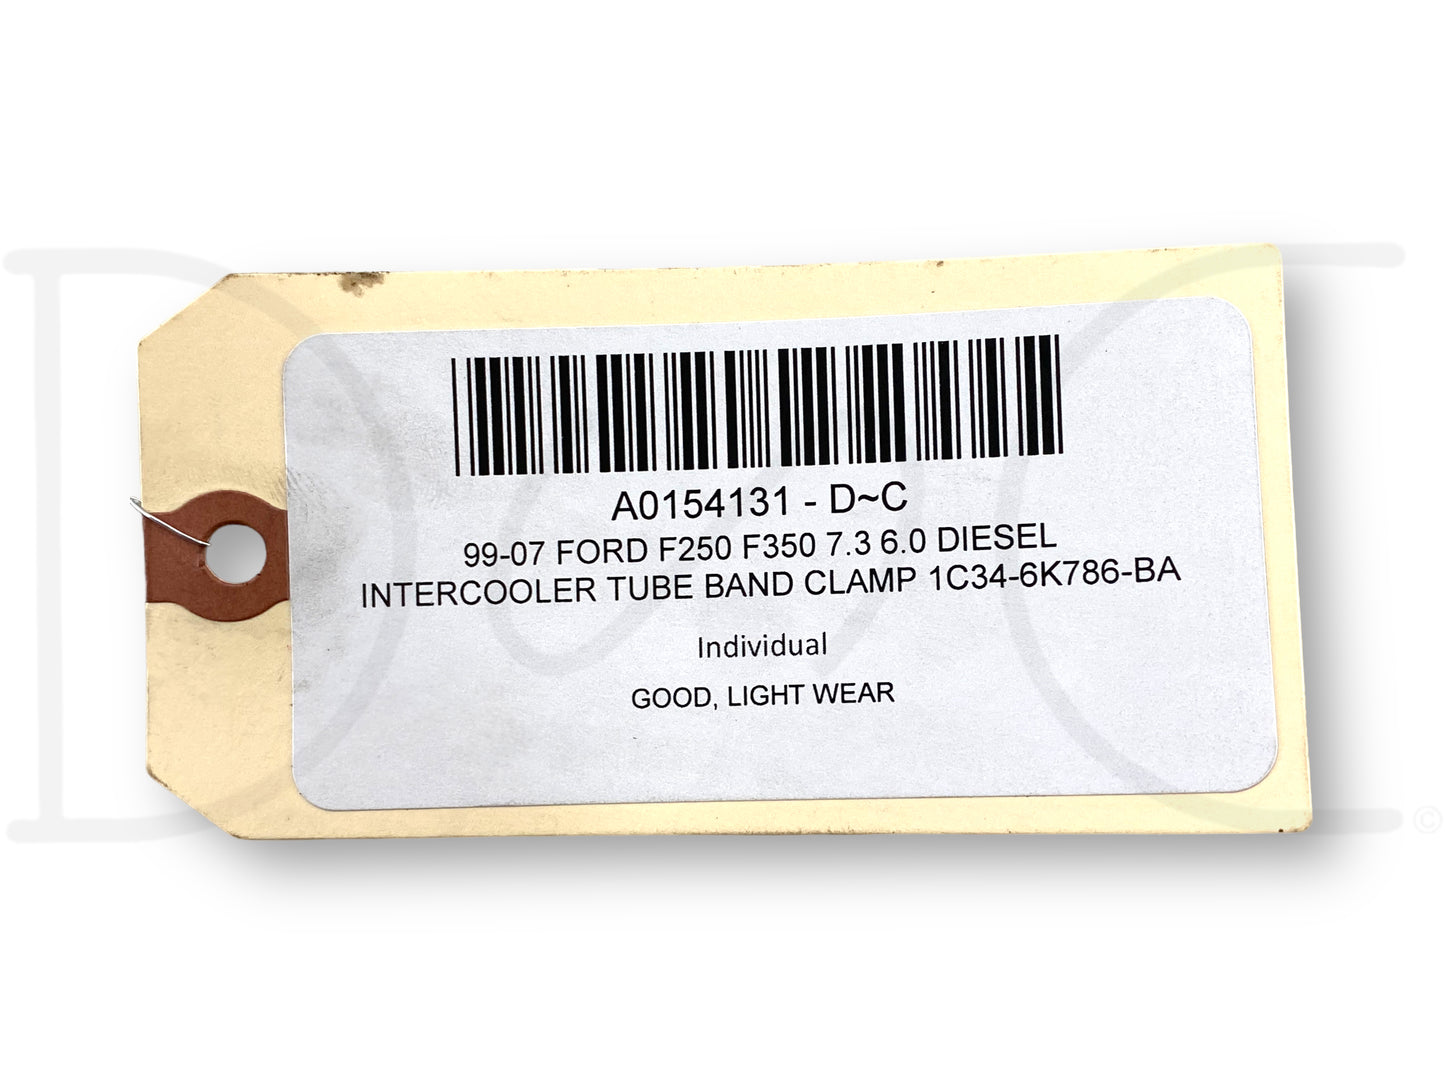 A0154131 - D~C
99-07 FORD F250 F350 7.3 6.0 DIESEL
INTERCOOLER TUBE BAND CLAMP 1C34-6K786-BA
Individual
GOOD, LIGHT WEAR
D C ©